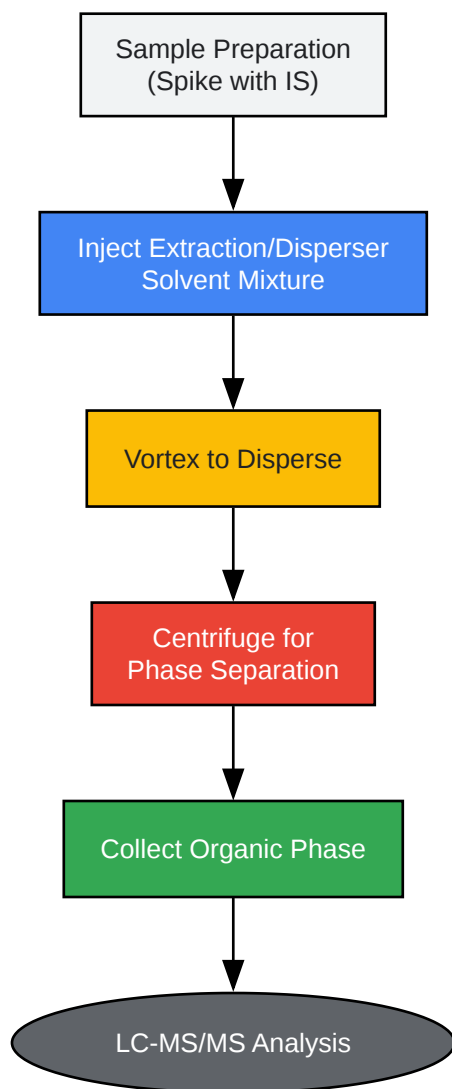 Sample Preparation
(Spike with IS)
Inject Extraction/Disperser
Solvent Mixture
Vortex to Disperse
Centrifuge for
Phase Separation
Collect Organic Phase
LC-MS/MS Analysis